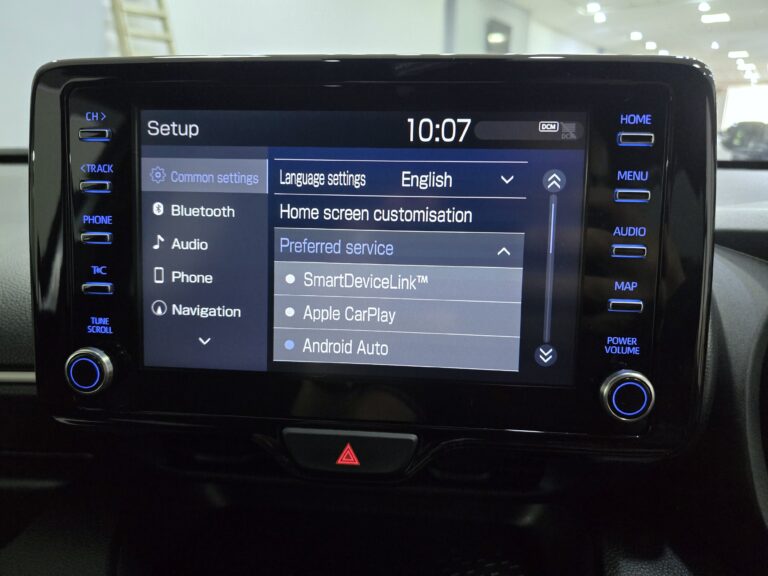 Setup
10:07
DCM
DCM
Common settings
Bluetooth
Audio
Phone
Navigation
Language settings English
Home screen customisation
Preferred service
SmartDeviceLink™
Apple CarPlay
Android Auto
CH >
< TRACK
PHONE
T&C
TUNE
SCROLL
HOME
MENU
AUDIO
MAP
POWER
VOLUME